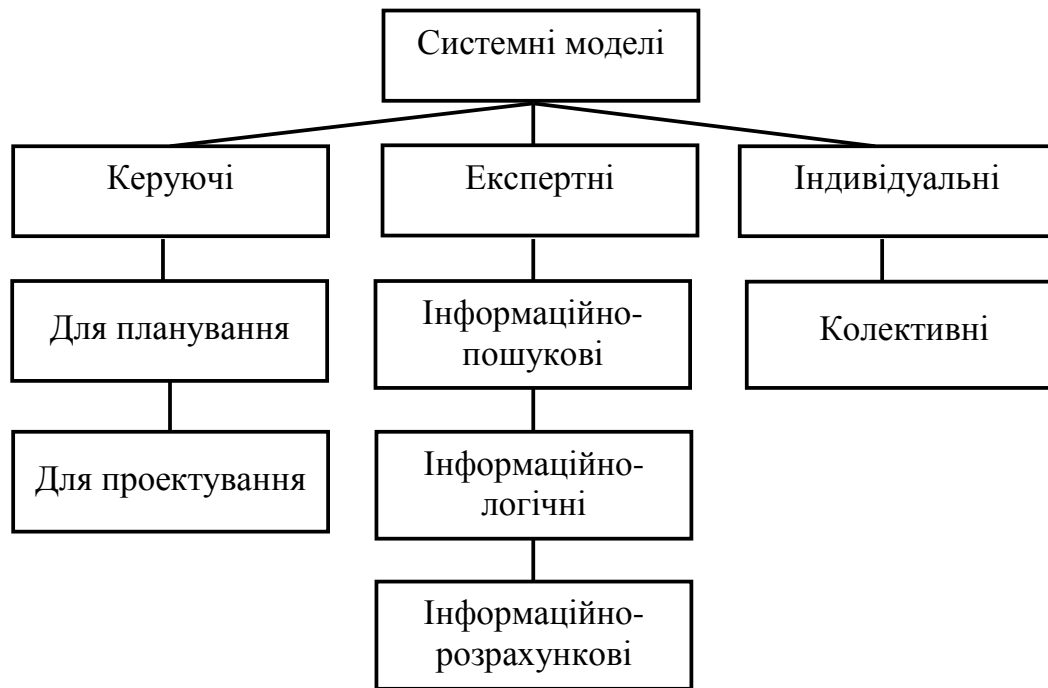 Системні моделі
Керуючі
Експертні
Індивідуальні
Для планування
Інформаційно-
пошукові
Колективні
Для проектування
Інформаційно-
логічні
Інформаційно-
розрахункові